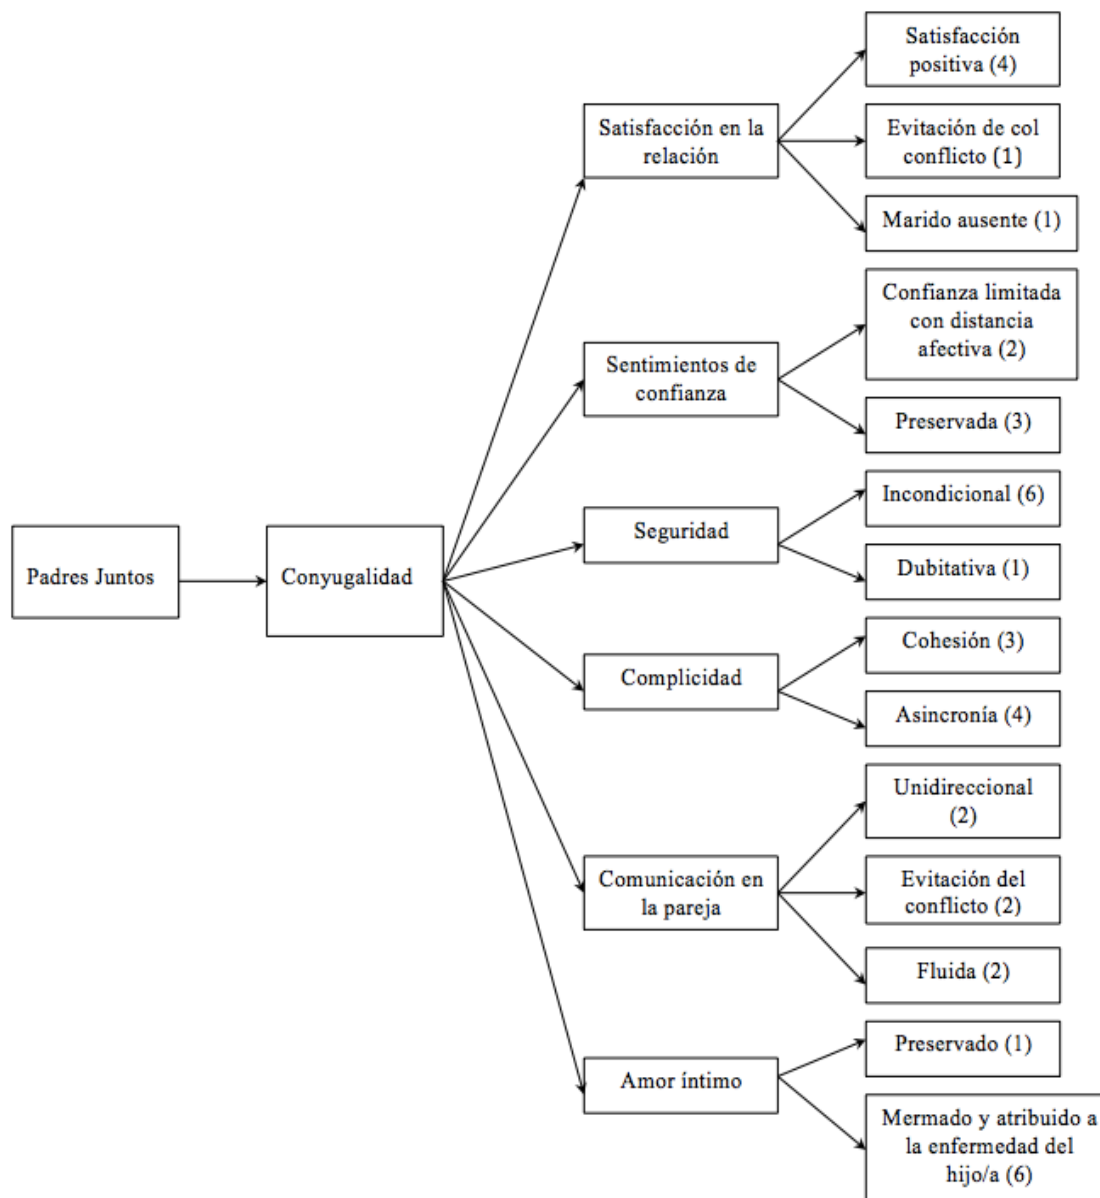 Padres Juntos
Conyugalidad
Satisfacción en la
relación
Satisfacción
positiva (4)
Evitación de col
conflicto (1)
Marido ausente (1)
Sentimientos de
confianza
Confianza limitada
con distancia
afectiva (2)
Preservada (3)
Seguridad
Incondicional (6)
Dubitativa (1)
Complicidad
Cohesión (3)
Asincronía (4)
Comunicación en
la pareja
Unidireccional
(2)
Evitación del
conflicto (2)
Fluida (2)
Amor íntimo
Preservado (1)
Mermado y atribuido a
la enfermedad del
hijo/a (6)